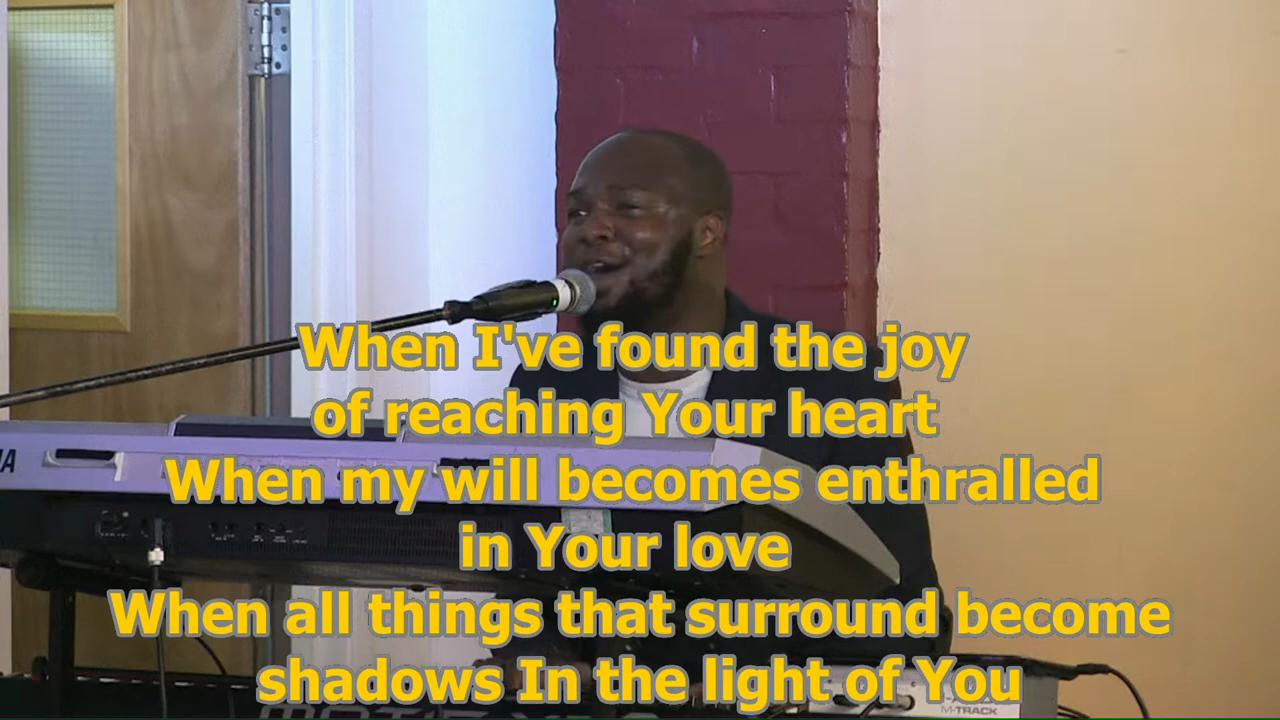 When I've found the joy
of reaching Your heart
When my will becomes enthralled
in Your love
When all things that surround become
shadows In the light of You
M-TRACK